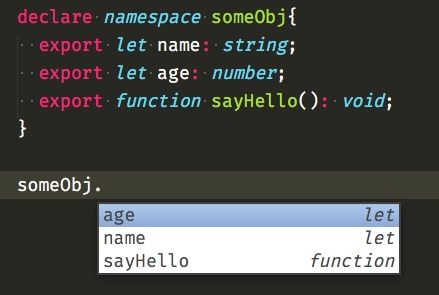 declare namespace someObj{
  export let name: string;
  export let age: number;
  export function sayHello(): void;
}
someObj.
age let
name let
sayHello function